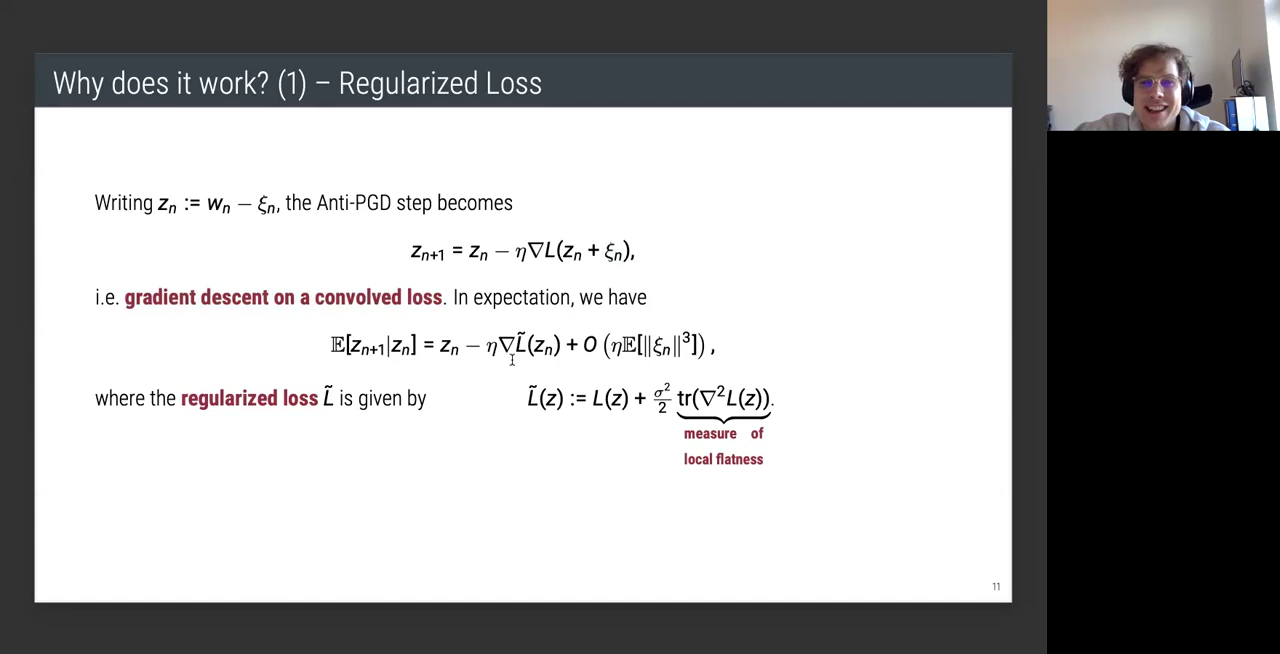 Why does it work? (1) – Regularized Loss
Writing zₙ := wₙ − ξₙ, the Anti-PGD step becomes
zₙ₊₁ = zₙ − η∇L(zₙ + ξₙ),
i.e. gradient descent on a convolved loss. In expectation, we have
𝔼[zₙ₊₁|zₙ] = zₙ − η∇L̃(zₙ) + O (η𝔼[‖ξₙ‖³]) ,
where the regularized loss L̃ is given by L̃(z) := L(z) + σ²/2 tr(∇²L(z)).
measure of
local flatness
11